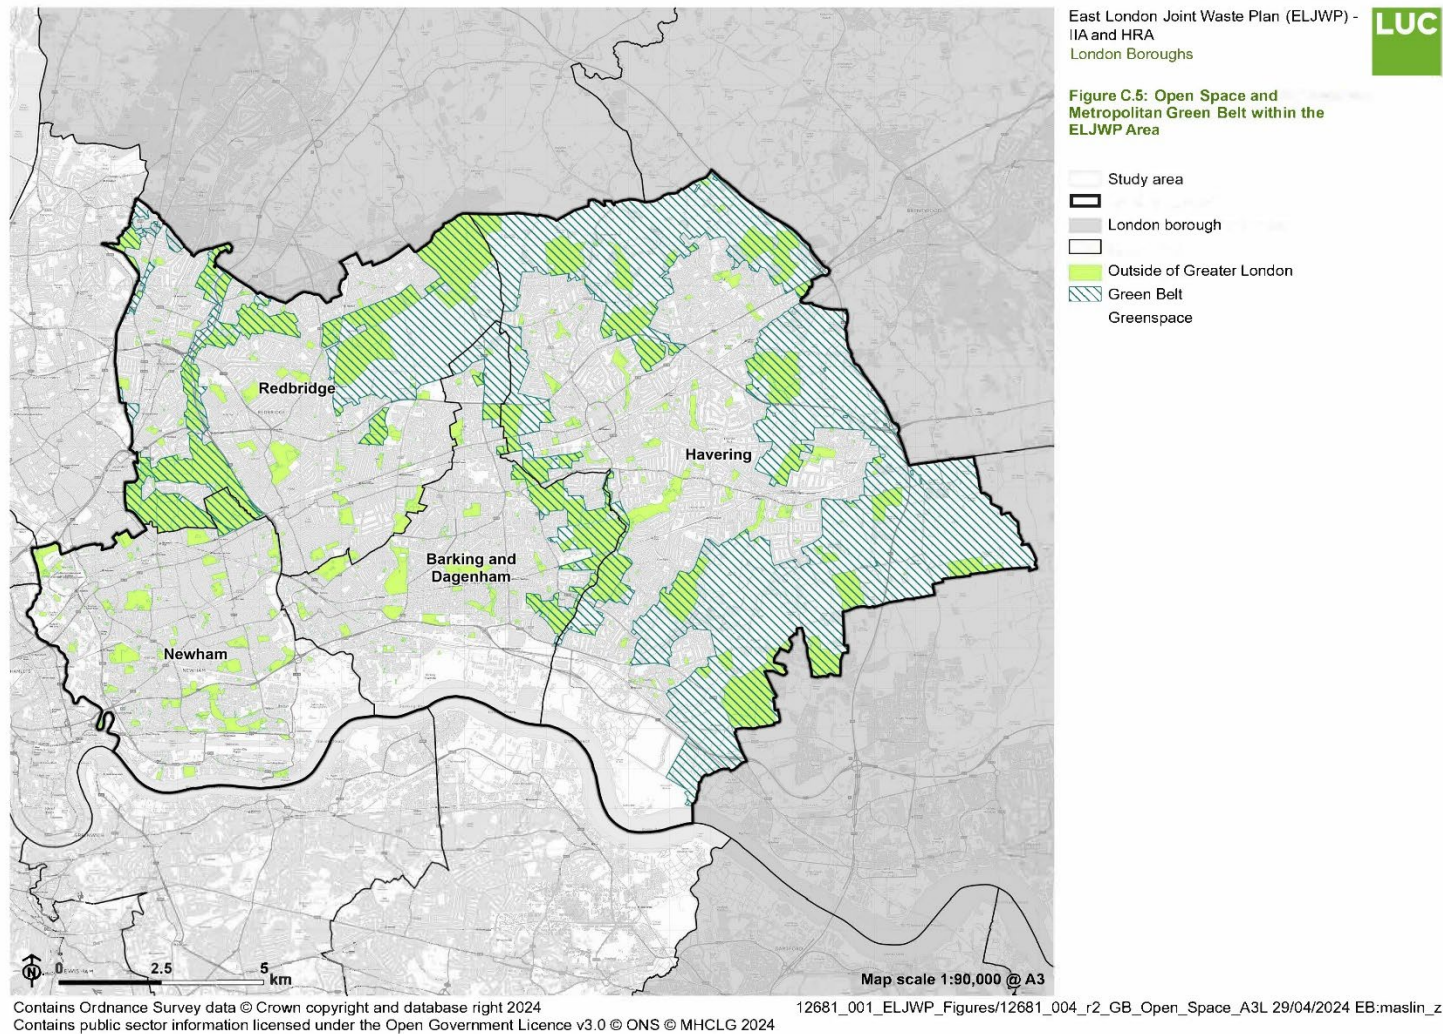 East London Joint Waste Plan (ELJWP) -
IIA and HRA
London Boroughs
LUC
Figure C.5: Open Space and
Metropolitan Green Belt within the
ELJWP Area
Study area
London borough
Outside of Greater London
Green Belt
Greenspace
Redbridge
Havering
Barking and
Dagenham
Newham
N
0 2.5 5
km
Map scale 1:90,000 @ A3
Contains Ordnance Survey data © Crown copyright and database right 2024
Contains public sector information licensed under the Open Government Licence v3.0 © ONS © MHCLG 2024
12681_001_ELJWP_Figures/12681_004_r2_GB_Open_Space_A3L 29/04/2024 EB:maslin_z